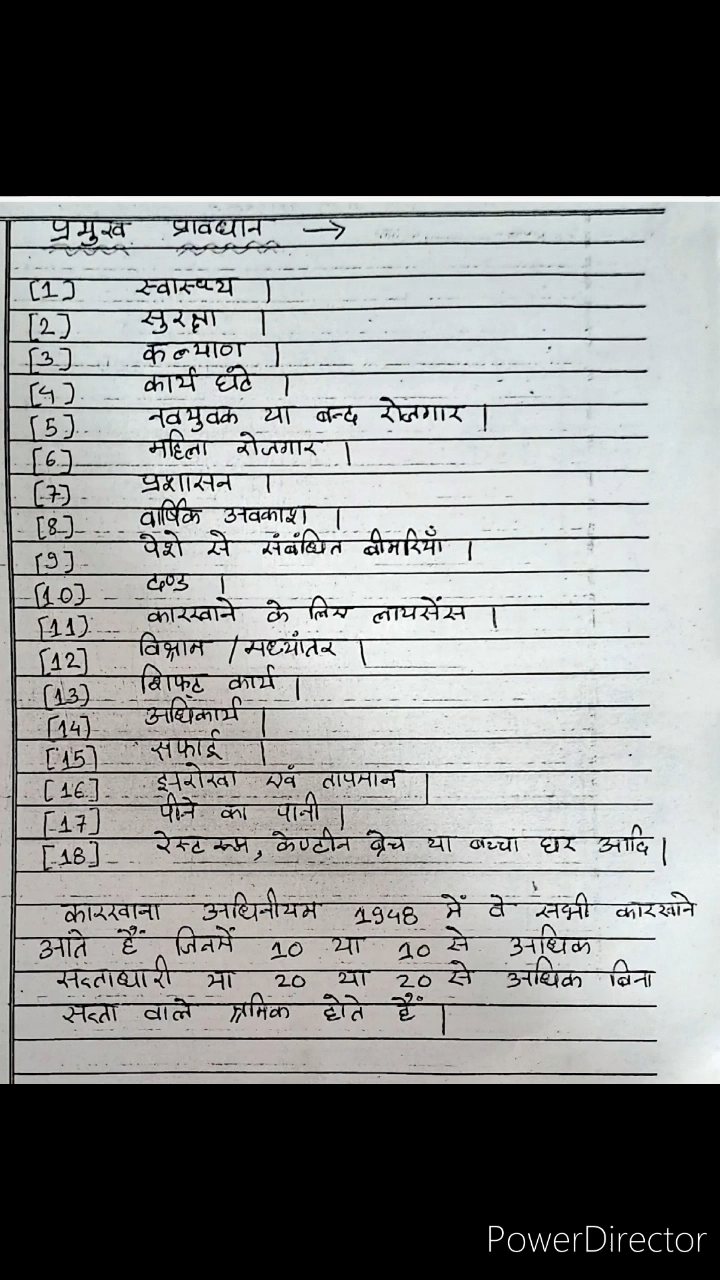 प्रमुख प्रावधान →
[1] स्वास्थ्य |
[2] सुरक्षा |
[3] कल्याण |
[4] कार्य घंटे |
[5] नवयुवक या बन्द रोजगार |
[6] महिला रोजगार |
[7] प्रशासन |
[8] वार्षिक अवकाश |
[9] पेशे से संबंधित बीमरियाँ |
[10] दण्ड |
[11] कारखाने के लिए लायसेंस |
[12] विश्राम / मध्यांतर |
[13] शिफ्ट कार्य |
[14] अधिकार्य |
[15] सफाई |
[16] झरोखा एवं तापमान |
[17] पीने का पानी |
[18] रेस्ट रूम, केण्टीन क्रेच या बच्चा घर आदि |
कारखाना अधिनीयम 1948 में वे सभी कारखाने
आते हैं जिनमें 10 या 10 से अधिक
सत्ताधारी या 20 या 20 से अधिक बिना
सत्ता वाले श्रमिक होते हैं |
PowerDirector